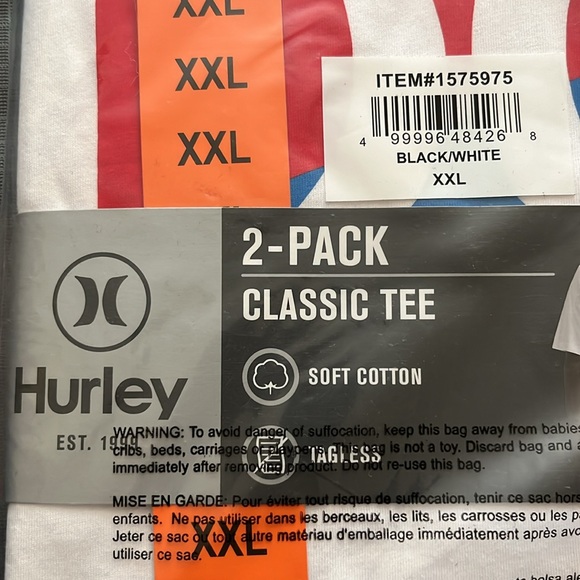 XXL
XXL
XXL
ITEM#1575975
4 99996 48426 8
BLACK/WHITE
XXL
2-PACK
CLASSIC TEE
Hurley
EST. 1999
SOFT COTTON
TAGLESS
WARNING: To avoid danger of suffocation, keep this bag away from babies
cribs, beds, carriages or playpens. This bag is not a toy. Discard bag and
immediately after removing product. Do not re-use this bag.
MISE EN GARDE: Pour éviter tout risque de suffocation, tenir ce sac hors
enfants. Ne pas utiliser dans les berceaux, les lits, les carrosses ou les
Jeter ce sac ou tout autre matériau d'emballage immédiatement après
utiliser ce sac.
XXL
bolsa